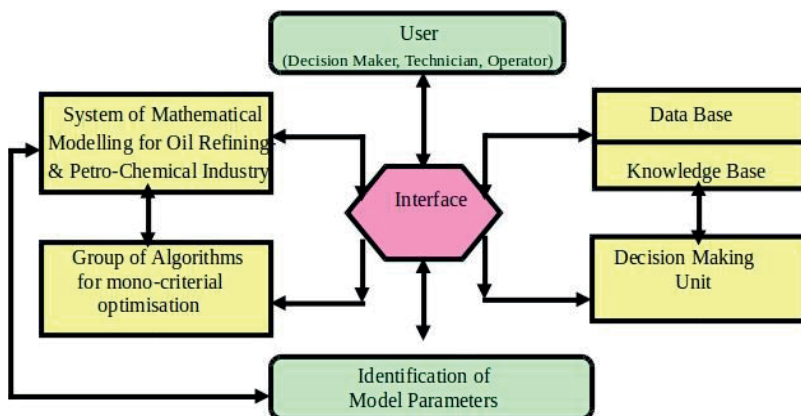 User
(Decision Maker, Technician, Operator)
System of Mathematical
Modelling for Oil Refining-
& Petro-Chemical Industry
Data Base
Knowledge Base
Interface
Group of Algorithms
for mono-criterial
optimisation
Decision Making
Unit
Identification of
Model Parameters